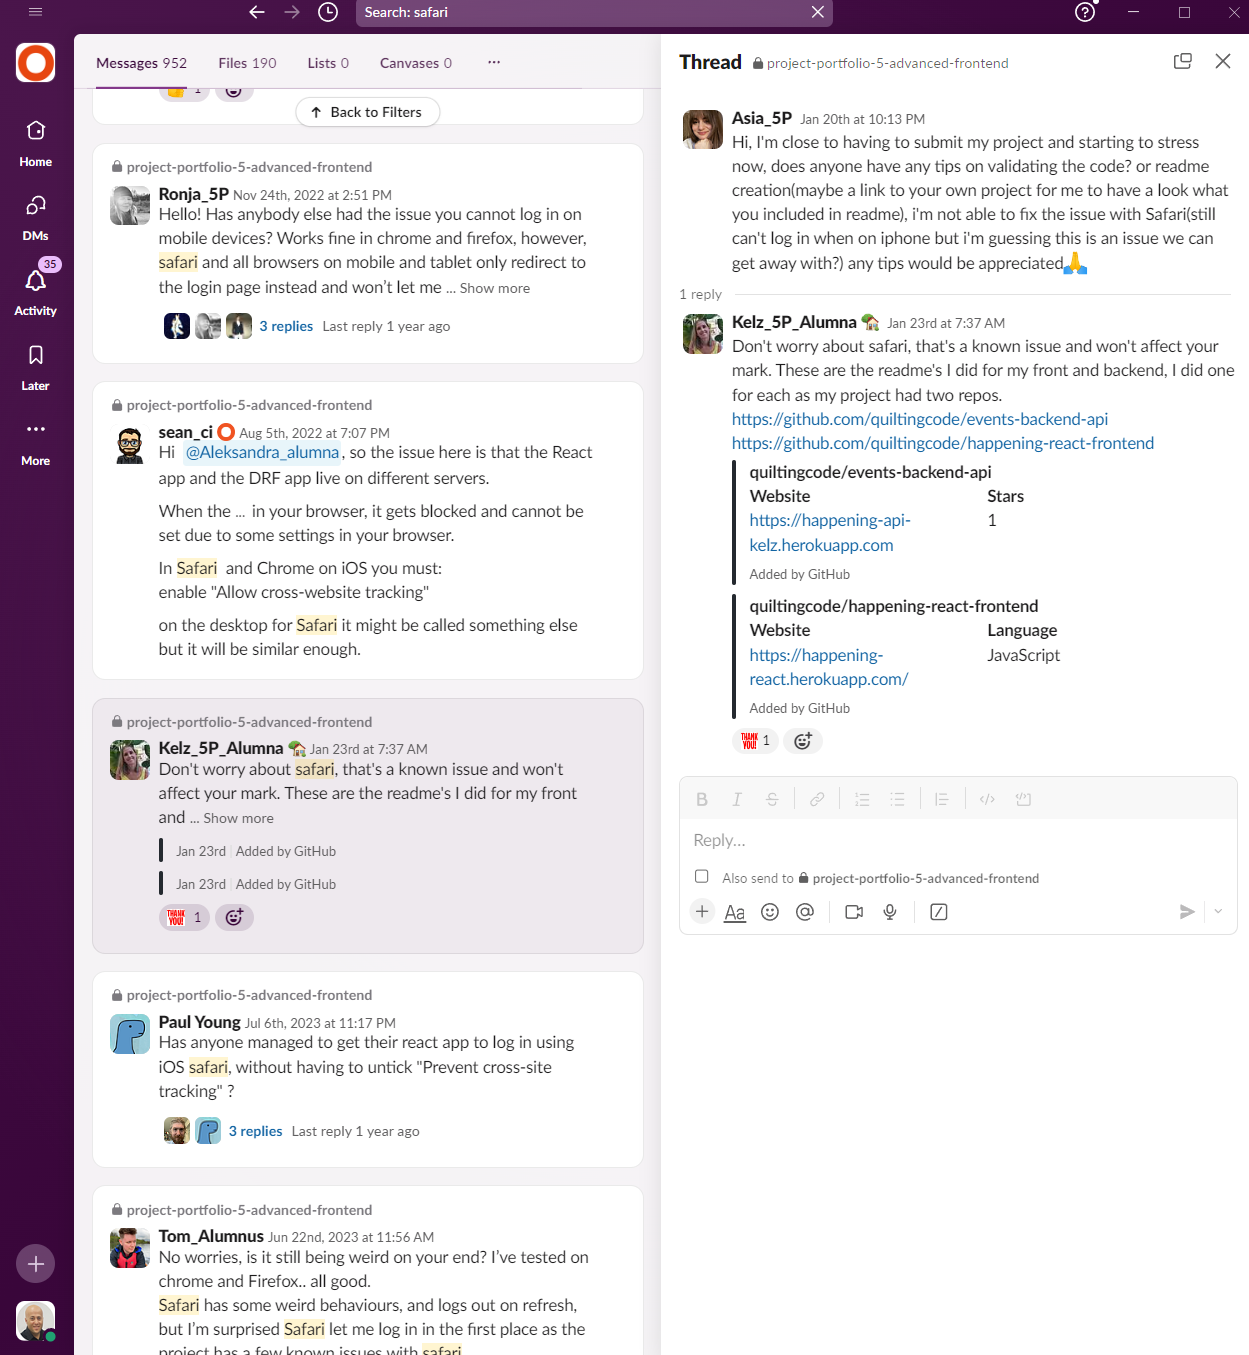 Search: safari
Home
DMs
35
Activity
Later
More
Messages 952
Files 190
Lists 0
Canvases 0
1
Back to Filters
project-portfolio-5-advanced-frontend
Ronja_5P Nov 24th, 2022 at 2:51 PM
Hello! Has anybody else had the issue you cannot log in on
mobile devices? Works fine in chrome and firefox, however,
safari and all browsers on mobile and tablet only redirect to
the login page instead and won’t let me ... Show more
3 replies Last reply 1 year ago
project-portfolio-5-advanced-frontend
sean_ci Aug 5th, 2022 at 7:07 PM
Hi @Aleksandra_alumna, so the issue here is that the React
app and the DRF app live on different servers.
When the ... in your browser, it gets blocked and cannot be
set due to some settings in your browser.
In Safari and Chrome on iOS you must:
enable "Allow cross-website tracking"
on the desktop for Safari it might be called something else
but it will be similar enough.
project-portfolio-5-advanced-frontend
Kelz_5P_Alumna Jan 23rd at 7:37 AM
Don't worry about safari, that's a known issue and won't
affect your mark. These are the readme's I did for my front
and ... Show more
Jan 23rd Added by GitHub
Jan 23rd Added by GitHub
THANK YOU! 1
project-portfolio-5-advanced-frontend
Paul Young Jul 6th, 2023 at 11:17 PM
Has anyone managed to get their react app to log in using
iOS safari, without having to untick "Prevent cross-site
tracking" ?
3 replies Last reply 1 year ago
project-portfolio-5-advanced-frontend
Tom_Alumnus Jun 22nd, 2023 at 11:56 AM
No worries, is it still being weird on your end? I’ve tested on
chrome and Firefox.. all good.
Safari has some weird behaviours, and logs out on refresh,
but I’m surprised Safari let me log in in the first place as the
project has a few known issues with safari
Thread project-portfolio-5-advanced-frontend
Asia_5P Jan 20th at 10:13 PM
Hi, I'm close to having to submit my project and starting to stress
now, does anyone have any tips on validating the code? or readme
creation(maybe a link to your own project for me to have a look what
you included in readme), i'm not able to fix the issue with Safari(still
can't log in when on iphone but i'm guessing this is an issue we can
get away with?) any tips would be appreciated
1 reply
Kelz_5P_Alumna Jan 23rd at 7:37 AM
Don't worry about safari, that's a known issue and won't affect your
mark. These are the readme's I did for my front and backend, I did one
for each as my project had two repos.
https://github.com/quiltingcode/events-backend-api
https://github.com/quiltingcode/happening-react-frontend
quiltingcode/events-backend-api
Website Stars
https://happening-api- 1
kelz.herokuapp.com
Added by GitHub
quiltingcode/happening-react-frontend
Website Language
https://happening- JavaScript
react.herokuapp.com/
Added by GitHub
THANK YOU! 1
B I S
Reply...
Also send to project-portfolio-5-advanced-frontend
Aa